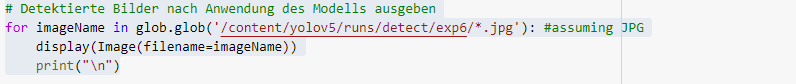 # Detektierte Bilder nach Anwendung des Modells ausgeben
for imageName in glob.glob('/content/yolov5/runs/detect/exp6/*.jpg'): #assuming JPG
    display(Image(filename=imageName))
    print("\n")